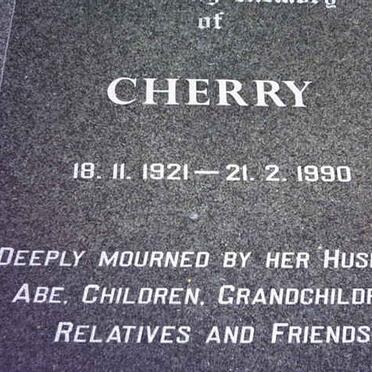 of
CHERRY
18. 11. 1921 — 21. 2. 1990
DEEPLY MOURNED BY HER
ABE, CHILDREN,
RELATIVES AND FRIENDS